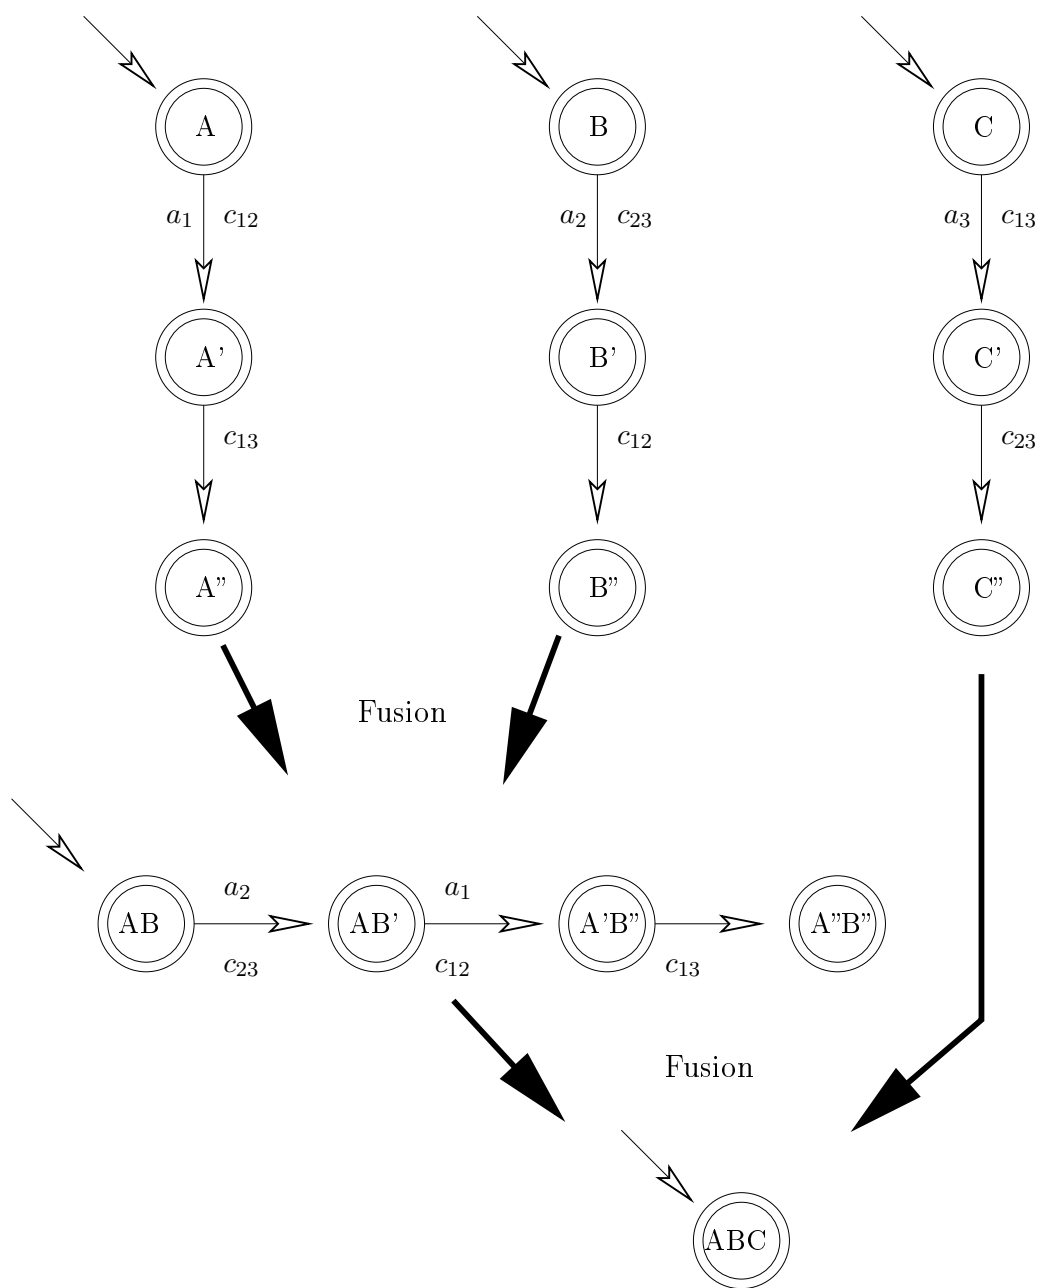 A B C
a1 c12 a2 c23 a3 c13
A' B' C'
c13 c12 c23
A" B" C"
Fusion
a2 a1
AB AB' A'B" A"B"
c23 c12 c13
Fusion
ABC